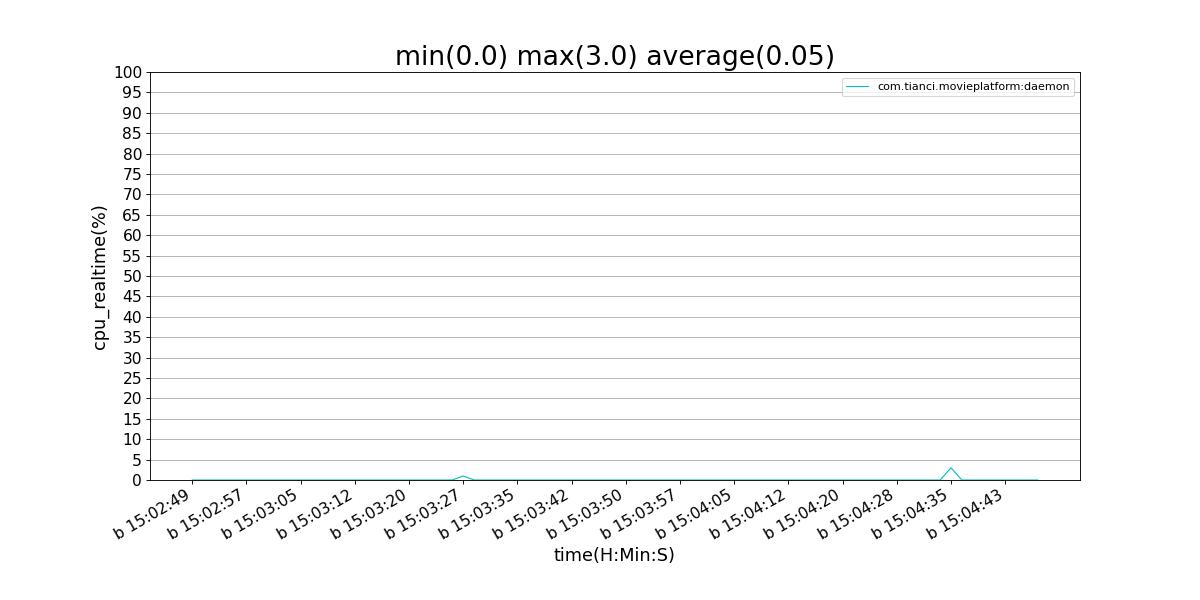 min(0.0) max(3.0) average(0.05)
com.tianci.movieplatform:daemon
100
95
90
85
80
75
70
65
60
55
50
45
40
35
30
25
20
15
10
5
0
cpu_realtime(%)
b 15:02:49
b 15:02:57
b 15:03:05
b 15:03:12
b 15:03:20
b 15:03:27
b 15:03:35
b 15:03:42
b 15:03:50
b 15:03:57
b 15:04:05
b 15:04:12
b 15:04:20
b 15:04:28
b 15:04:35
b 15:04:43
time(H:Min:S)